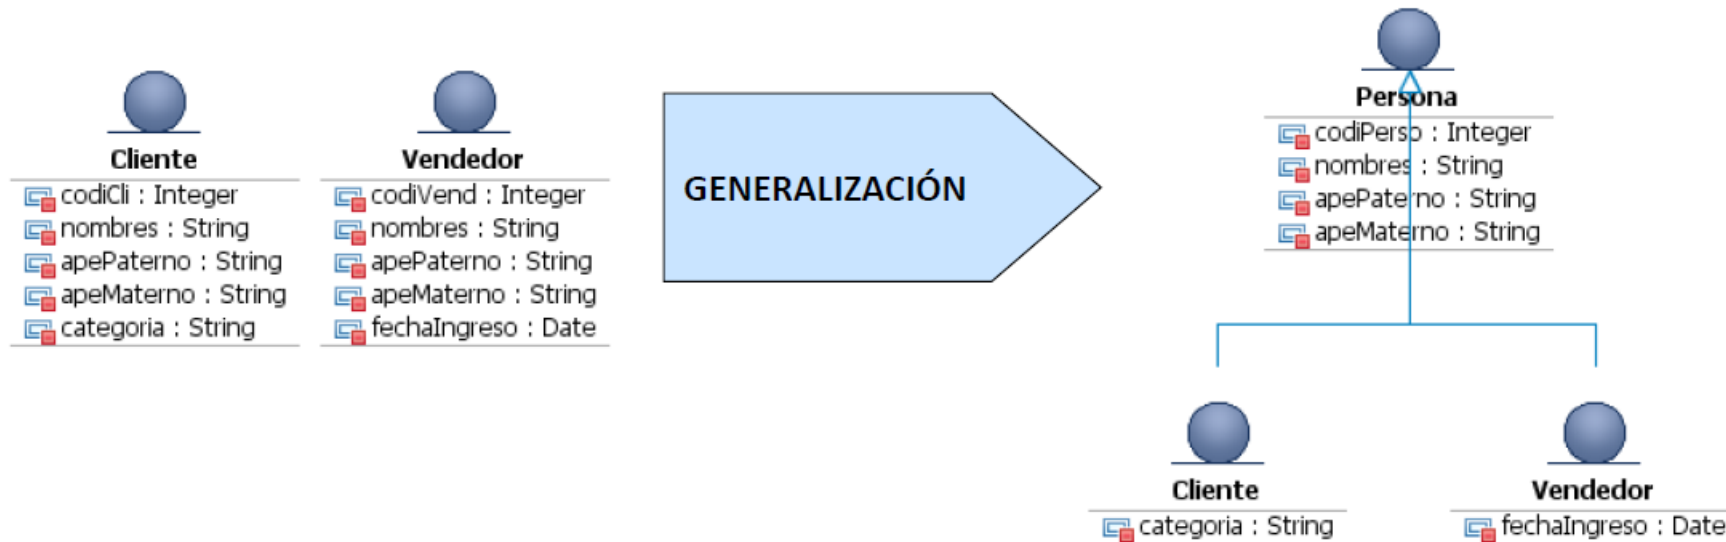 Cliente
codiCli : Integer
nombres : String
apePaterno : String
apeMaterno : String
categoria : String
Vendedor
codiVend : Integer
nombres : String
apePaterno : String
apeMaterno : String
fechaIngreso : Date
GENERALIZACIÓN
Persona
codiPerso : Integer
nombres : String
apePaterno : String
apeMaterno : String
Cliente
categoria : String
Vendedor
fechaIngreso : Date